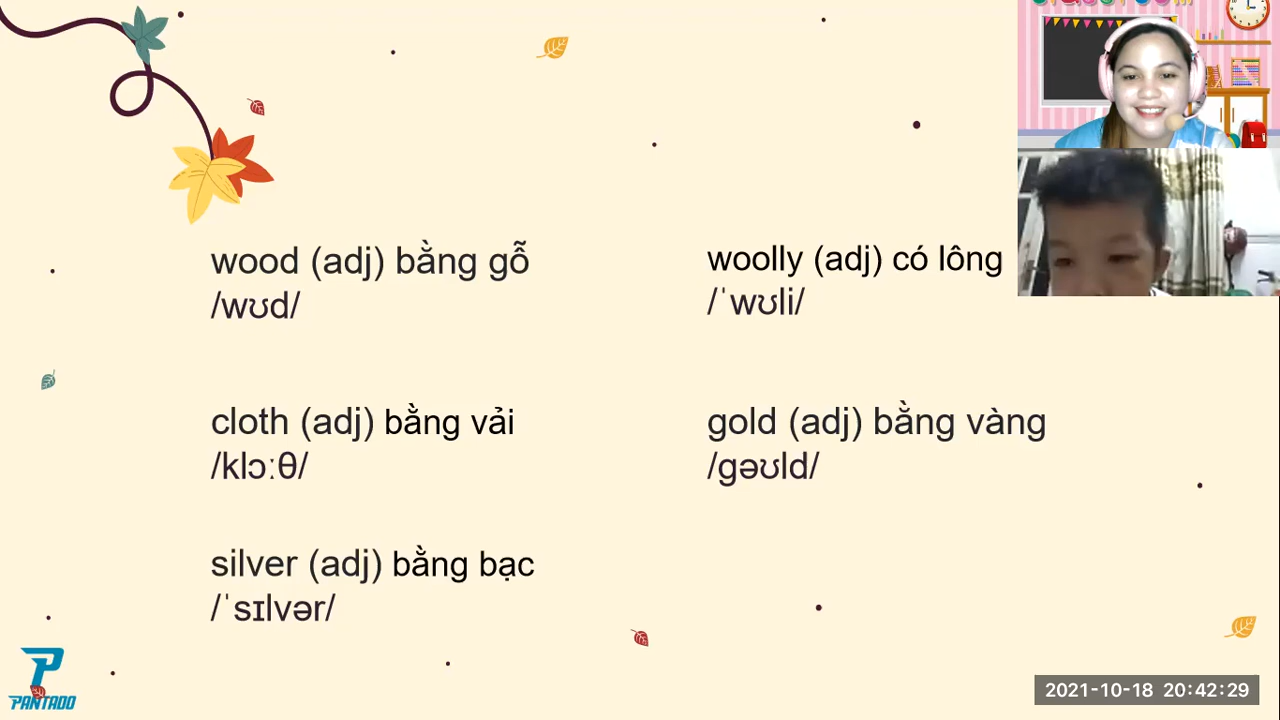 wood (adj) bằng gỗ
/wʊd/
woolly (adj) có lông
/ˈwʊli/
cloth (adj) bằng vải
/klɔːθ/
gold (adj) bằng vàng
/ɡəʊld/
silver (adj) bằng bạc
/ˈsɪlvər/
PANTADO
2021-10-18 20:42:29